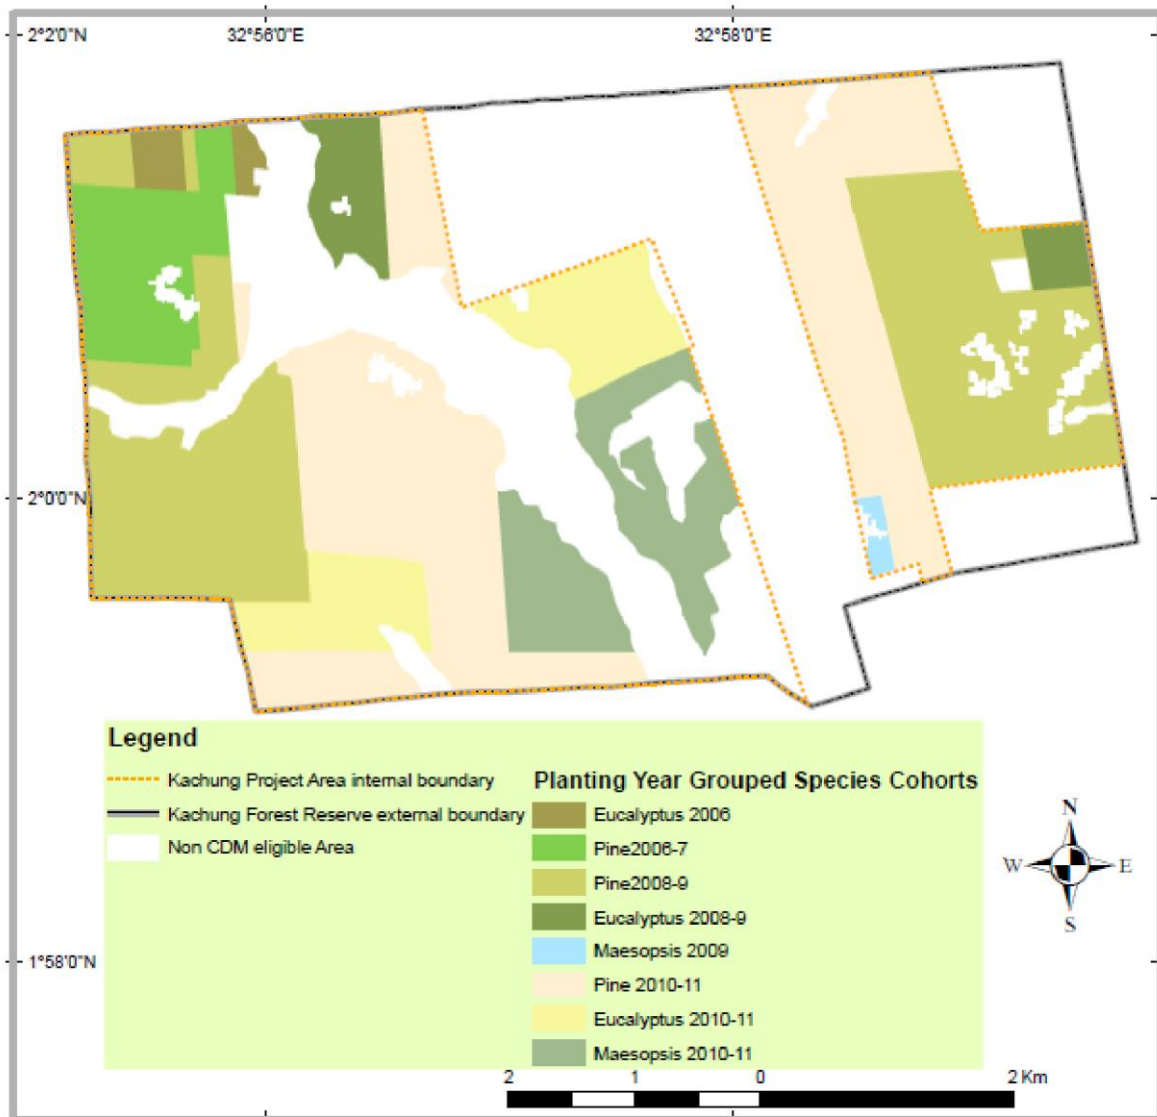 2°2'0"N
32°56'0"E
32°58'0"E
2°0'0"N
1°58'0"N
Legend
Kachung Project Area internal boundary
Kachung Forest Reserve external boundary
Non CDM eligible Area
Planting Year Grouped Species Cohorts
Eucalyptus 2006
Pine2006-7
Pine2008-9
Eucalyptus 2008-9
Maesopsis 2009
Pine 2010-11
Eucalyptus 2010-11
Maesopsis 2010-11
N
W E
S
2 1 0 2 Km